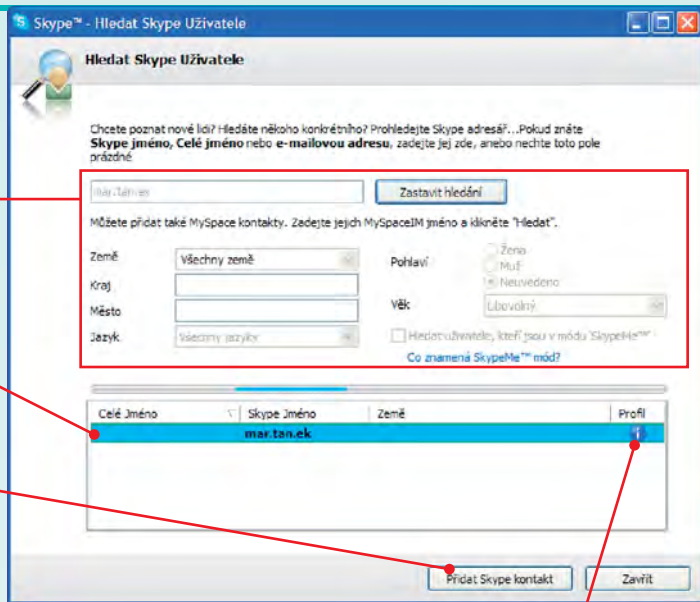 Skype™ - Hledat Skype Uživatele
Hledat Skype Uživatele
Chcete poznat nové lidi? Hledáte někoho konkrétního? Prohledejte Skype adresář...Pokud znáte
Skype jméno, Celé jméno nebo e-mailovou adresu, zadejte jej zde, anebo nechte toto pole
prázdné
Zastavit hledání
Můžete přidat také MySpace kontakty. Zadejte jejich MySpaceIM jméno a klikněte "Hledat".
Země Všechny země
Kraj
Město
Jazyk Všechny jazyky
Pohlaví Žena
Muž
Neuvedeno
Věk Libovolný
Hledat uživatele, kteří jsou v módu SkypeMe™
Co znamená SkypeMe™ mód?
Celé Jméno Skype Jméno Země Profil
mar.tan.ek
Přidat Skype kontakt Zavřít